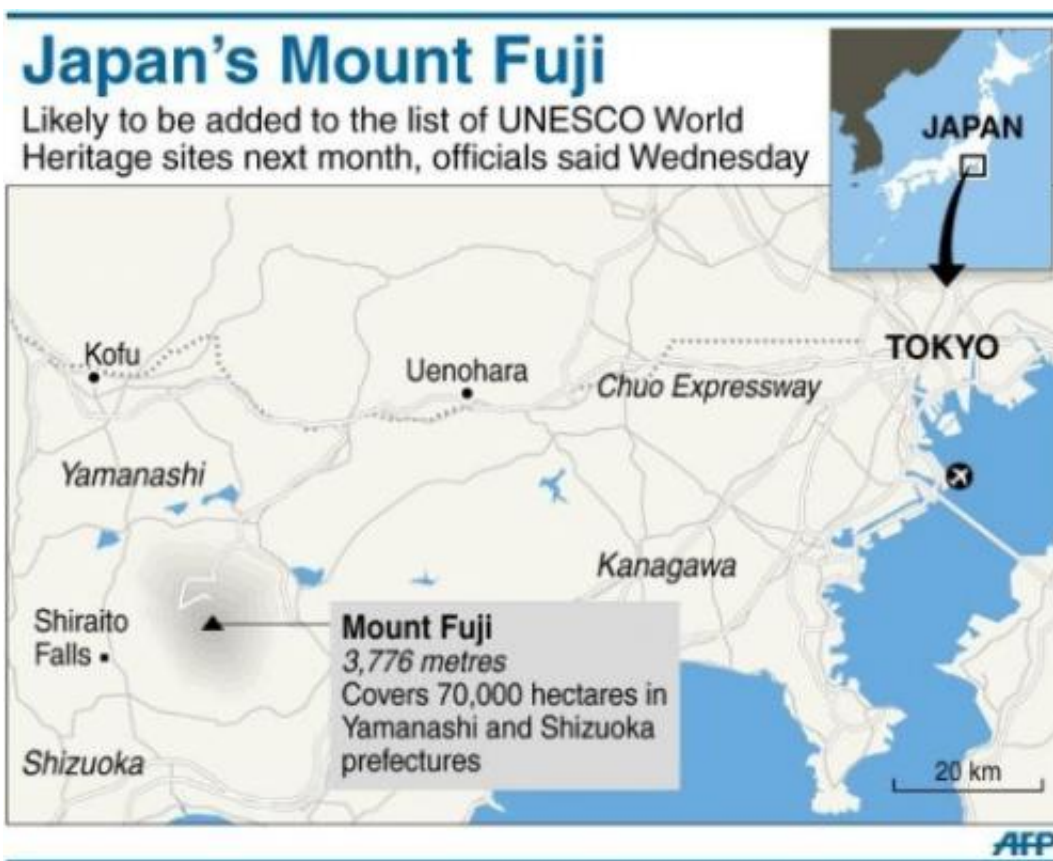 Japan's Mount Fuji
Likely to be added to the list of UNESCO World
Heritage sites next month, officials said Wednesday
JAPAN
TOKYO
Kofu
Uenohara
Chuo Expressway
Yamanashi
Kanagawa
Shiraito
Falls
Mount Fuji
3,776 metres
Covers 70,000 hectares in
Yamanashi and Shizuoka
prefectures
Shizuoka
20 km
AFP